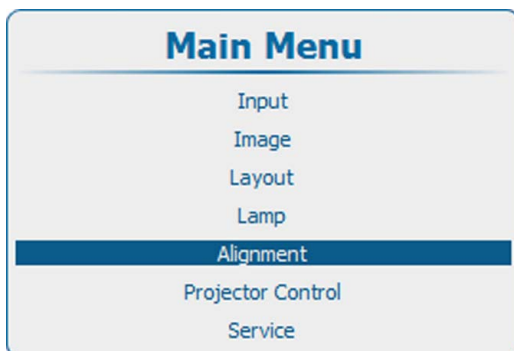 Main Menu
Input
Image
Layout
Lamp
Alignment
Projector Control
Service